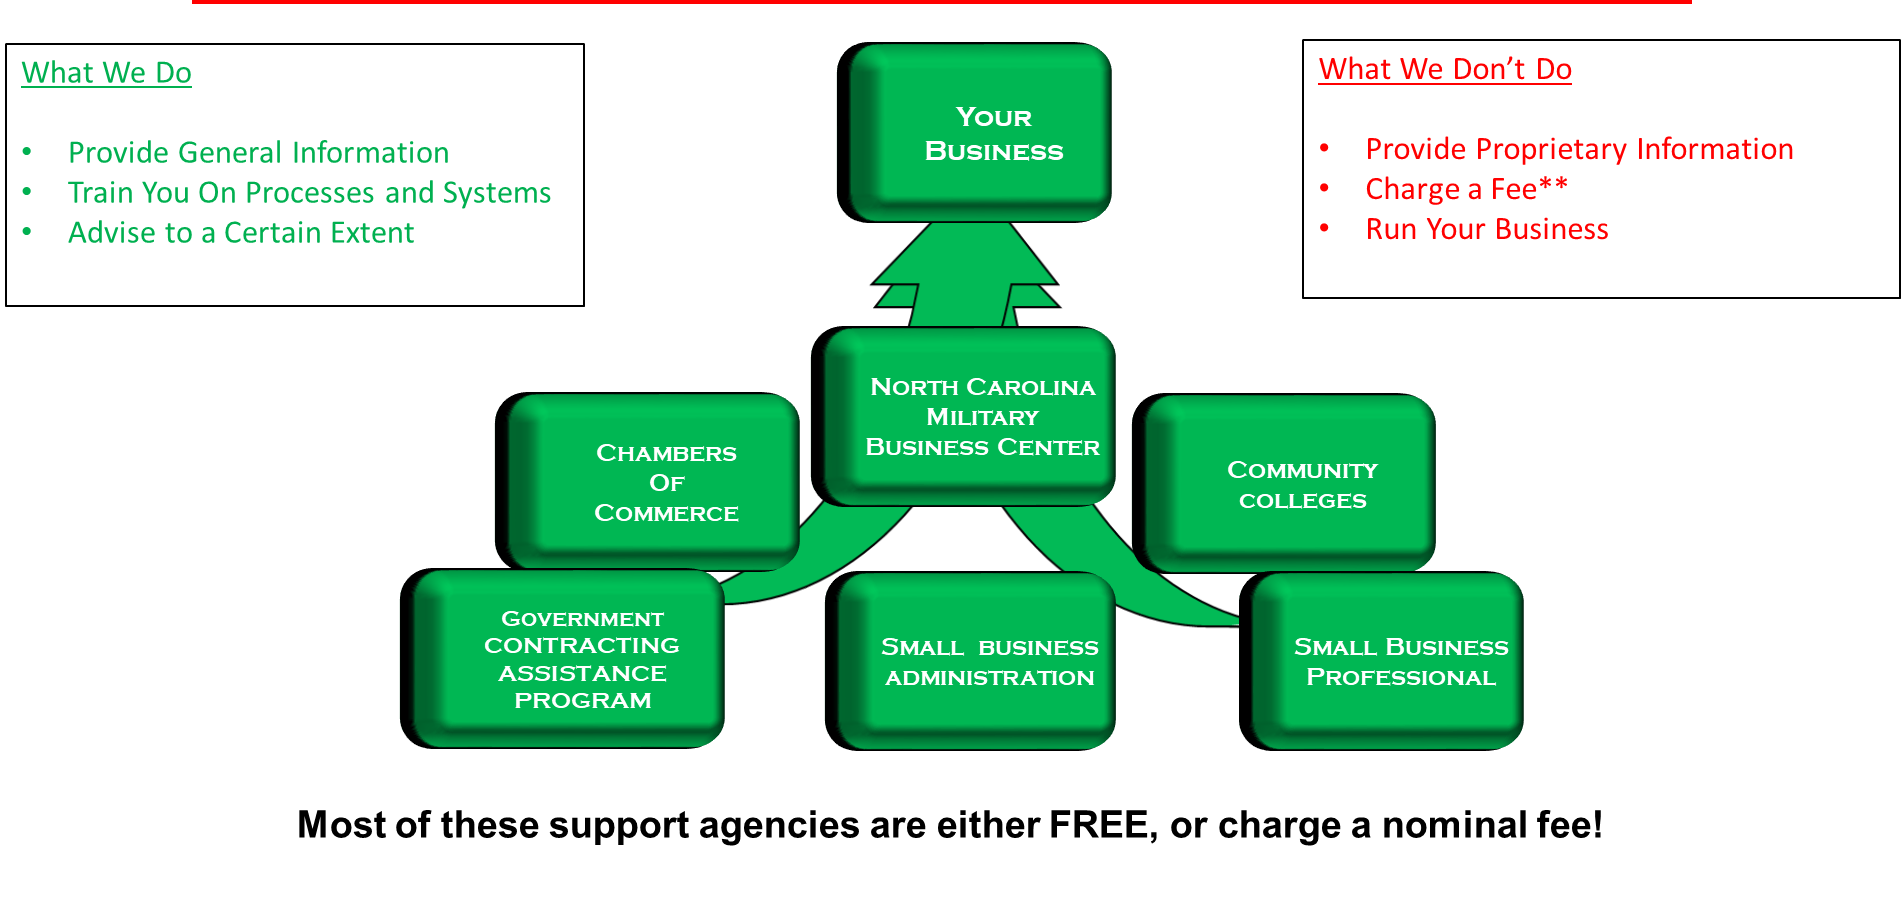 What We Do
• Provide General Information
• Train You On Processes and Systems
• Advise to a Certain Extent
What We Don’t Do
• Provide Proprietary Information
• Charge a Fee**
• Run Your Business
YOUR
BUSINESS
NORTH CAROLINA
MILITARY
BUSINESS CENTER
CHAMBERS
OF
COMMERCE
COMMUNITY
COLLEGES
GOVERNMENT
CONTRACTING
ASSISTANCE
PROGRAM
SMALL BUSINESS
ADMINISTRATION
SMALL BUSINESS
PROFESSIONAL
Most of these support agencies are either FREE, or charge a nominal fee!